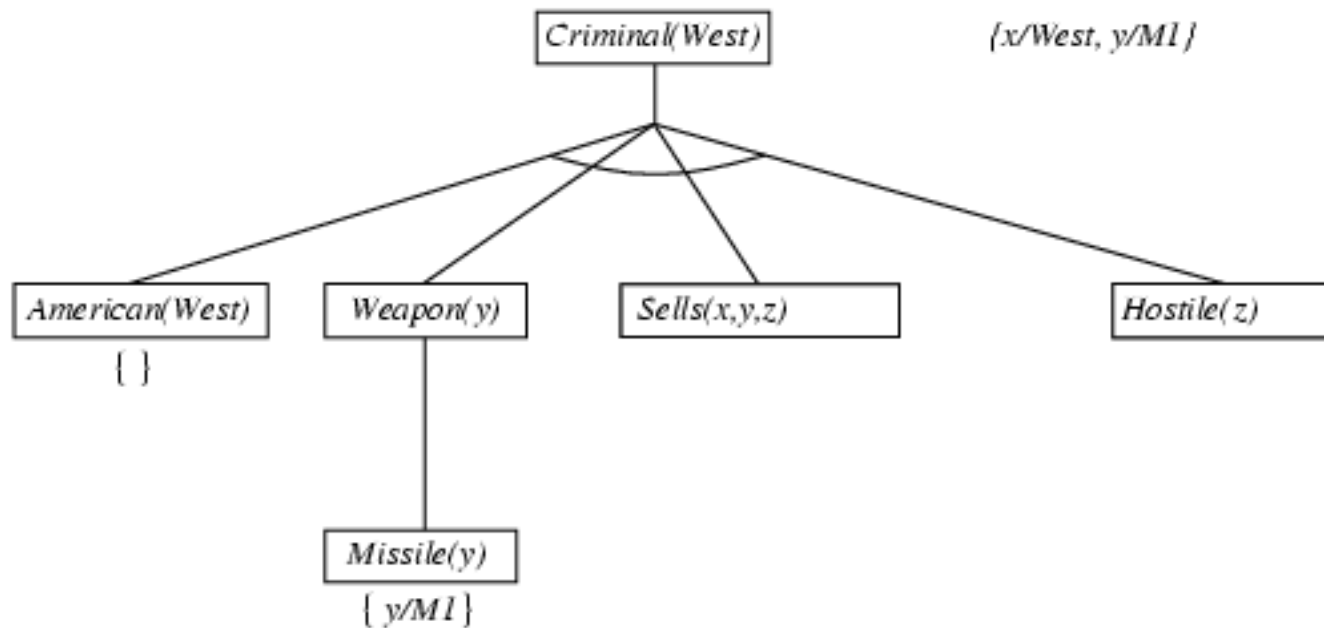 Criminal(West)
{x/West, y/M1}
American(West)
Weapon(y)
Sells(x,y,z)
Hostile(z)
{ }
Missile(y)
{ y/M1 }